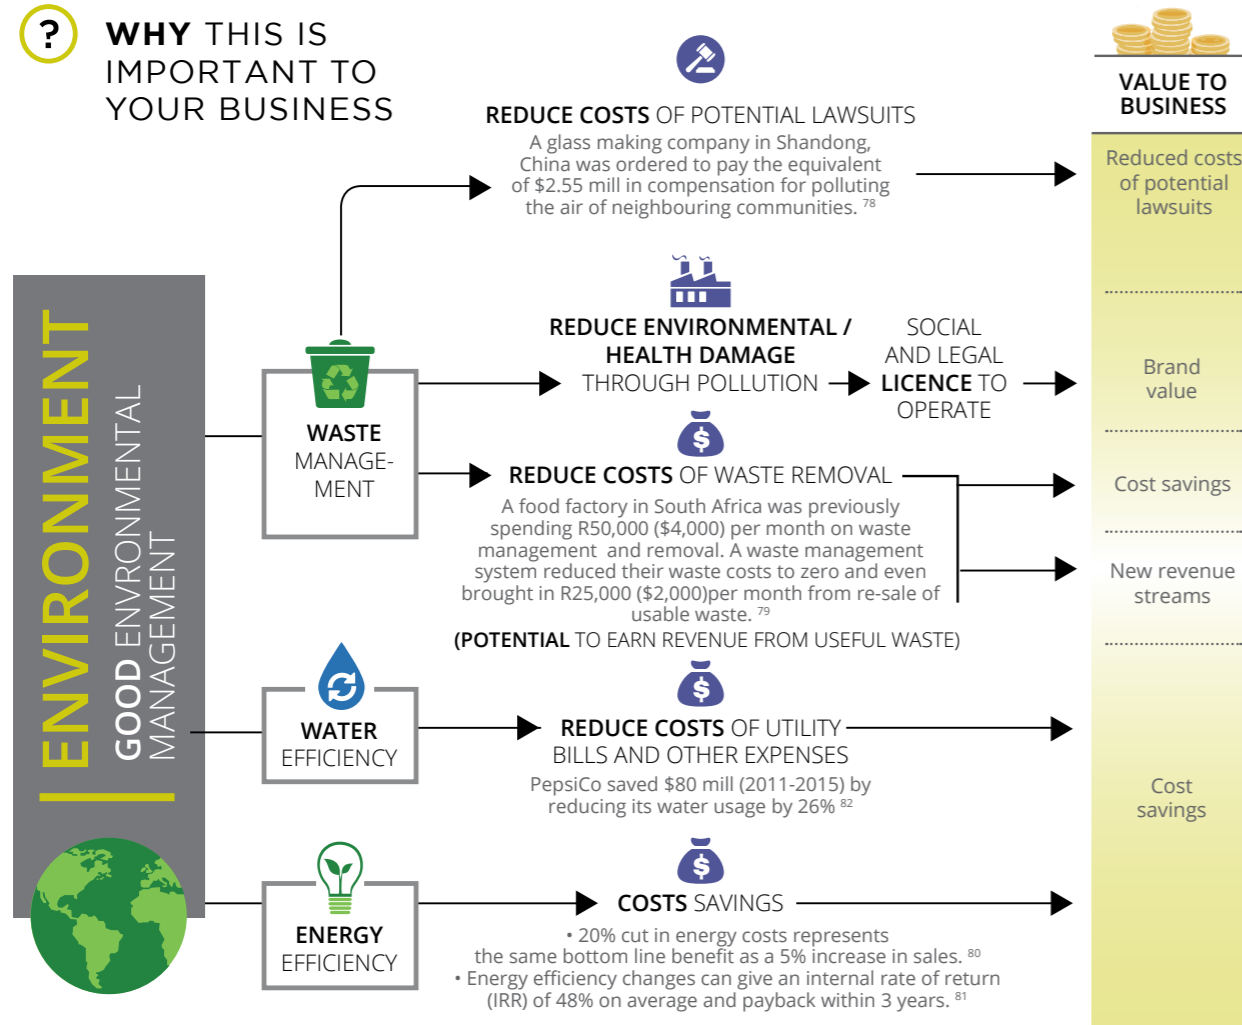 ?
WHY THIS IS
IMPORTANT TO
YOUR BUSINESS
VALUE TO
BUSINESS
ENVIRONMENT
GOOD ENVIRONMENTAL
MANAGEMENT
WASTE
MANAGE-
MENT
REDUCE COSTS OF POTENTIAL LAWSUITS
A glass making company in Shandong,
China was ordered to pay the equivalent
of $2.55 mill in compensation for polluting
the air of neighbouring communities. 78
Reduced costs
of potential
lawsuits
REDUCE ENVIRONMENTAL /
HEALTH DAMAGE
THROUGH POLLUTION
SOCIAL
AND LEGAL
LICENCE TO
OPERATE
Brand
value
$
REDUCE COSTS OF WASTE REMOVAL
A food factory in South Africa was previously
spending R50,000 ($4,000) per month on waste
management and removal. A waste management
system reduced their waste costs to zero and even
brought in R25,000 ($2,000)per month from re-sale of
usable waste. 79
(POTENTIAL TO EARN REVENUE FROM USEFUL WASTE)
Cost savings
New revenue
streams
WATER
EFFICIENCY
$
REDUCE COSTS OF UTILITY
BILLS AND OTHER EXPENSES
PepsiCo saved $80 mill (2011-2015) by
reducing its water usage by 26% 82
Cost
savings
ENERGY
EFFICIENCY
$
COSTS SAVINGS
• 20% cut in energy costs represents
the same bottom line benefit as a 5% increase in sales. 80
• Energy efficiency changes can give an internal rate of return
(IRR) of 48% on average and payback within 3 years. 81